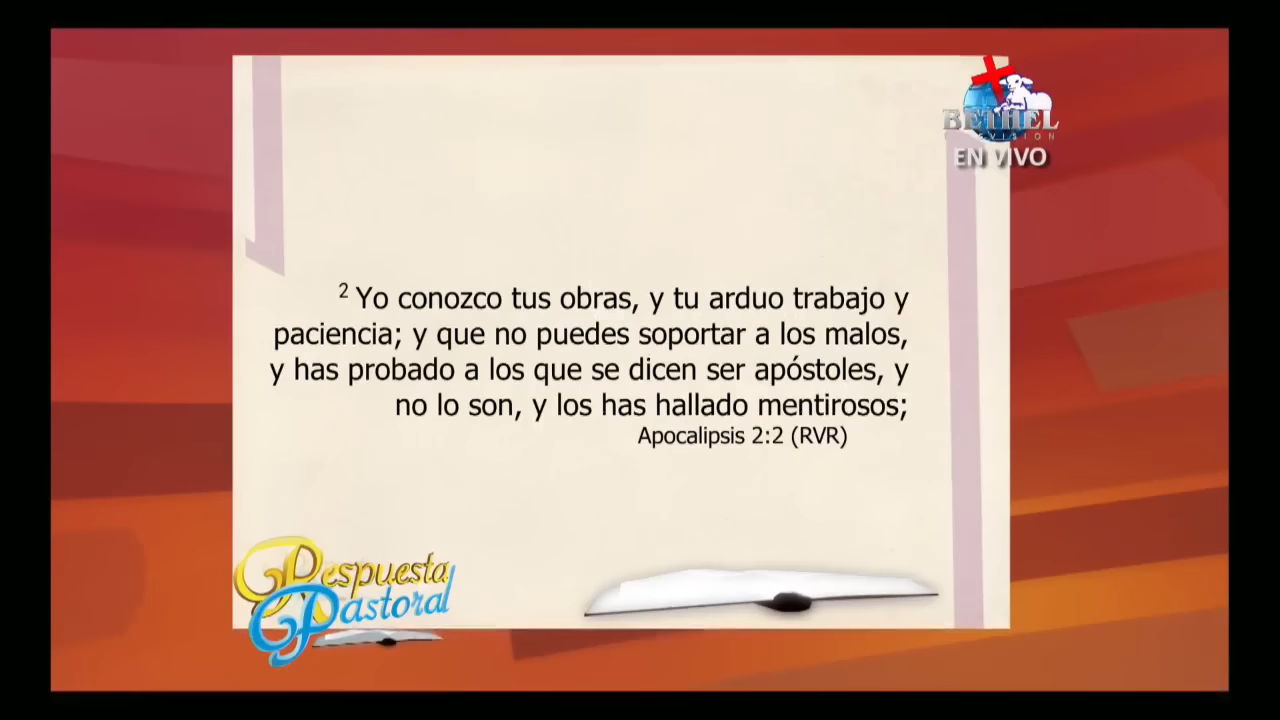 BETHEL
TELEVISION
EN VIVO
2 Yo conozco tus obras, y tu arduo trabajo y
paciencia; y que no puedes soportar a los malos,
y has probado a los que se dicen ser apóstoles, y
no lo son, y los has hallado mentirosos;
Apocalipsis 2:2 (RVR)
Respuesta
Pastoral